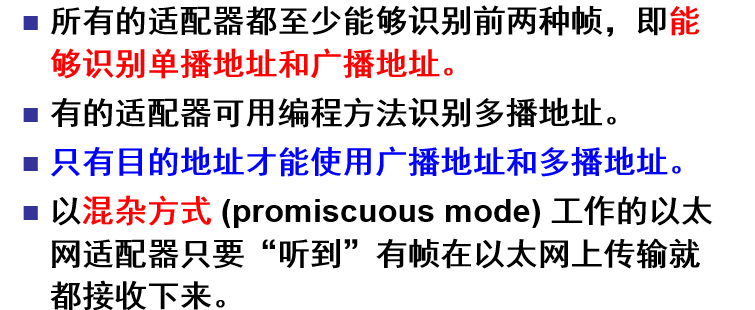 所有的适配器都至少能够识别前两种帧，即能
够识别单播地址和广播地址。
有的适配器可用编程方法识别多播地址。
只有目的地址才能使用广播地址和多播地址。
以混杂方式 (promiscuous mode) 工作的以太
网适配器只要“听到”有帧在以太网上传输就
都接收下来。